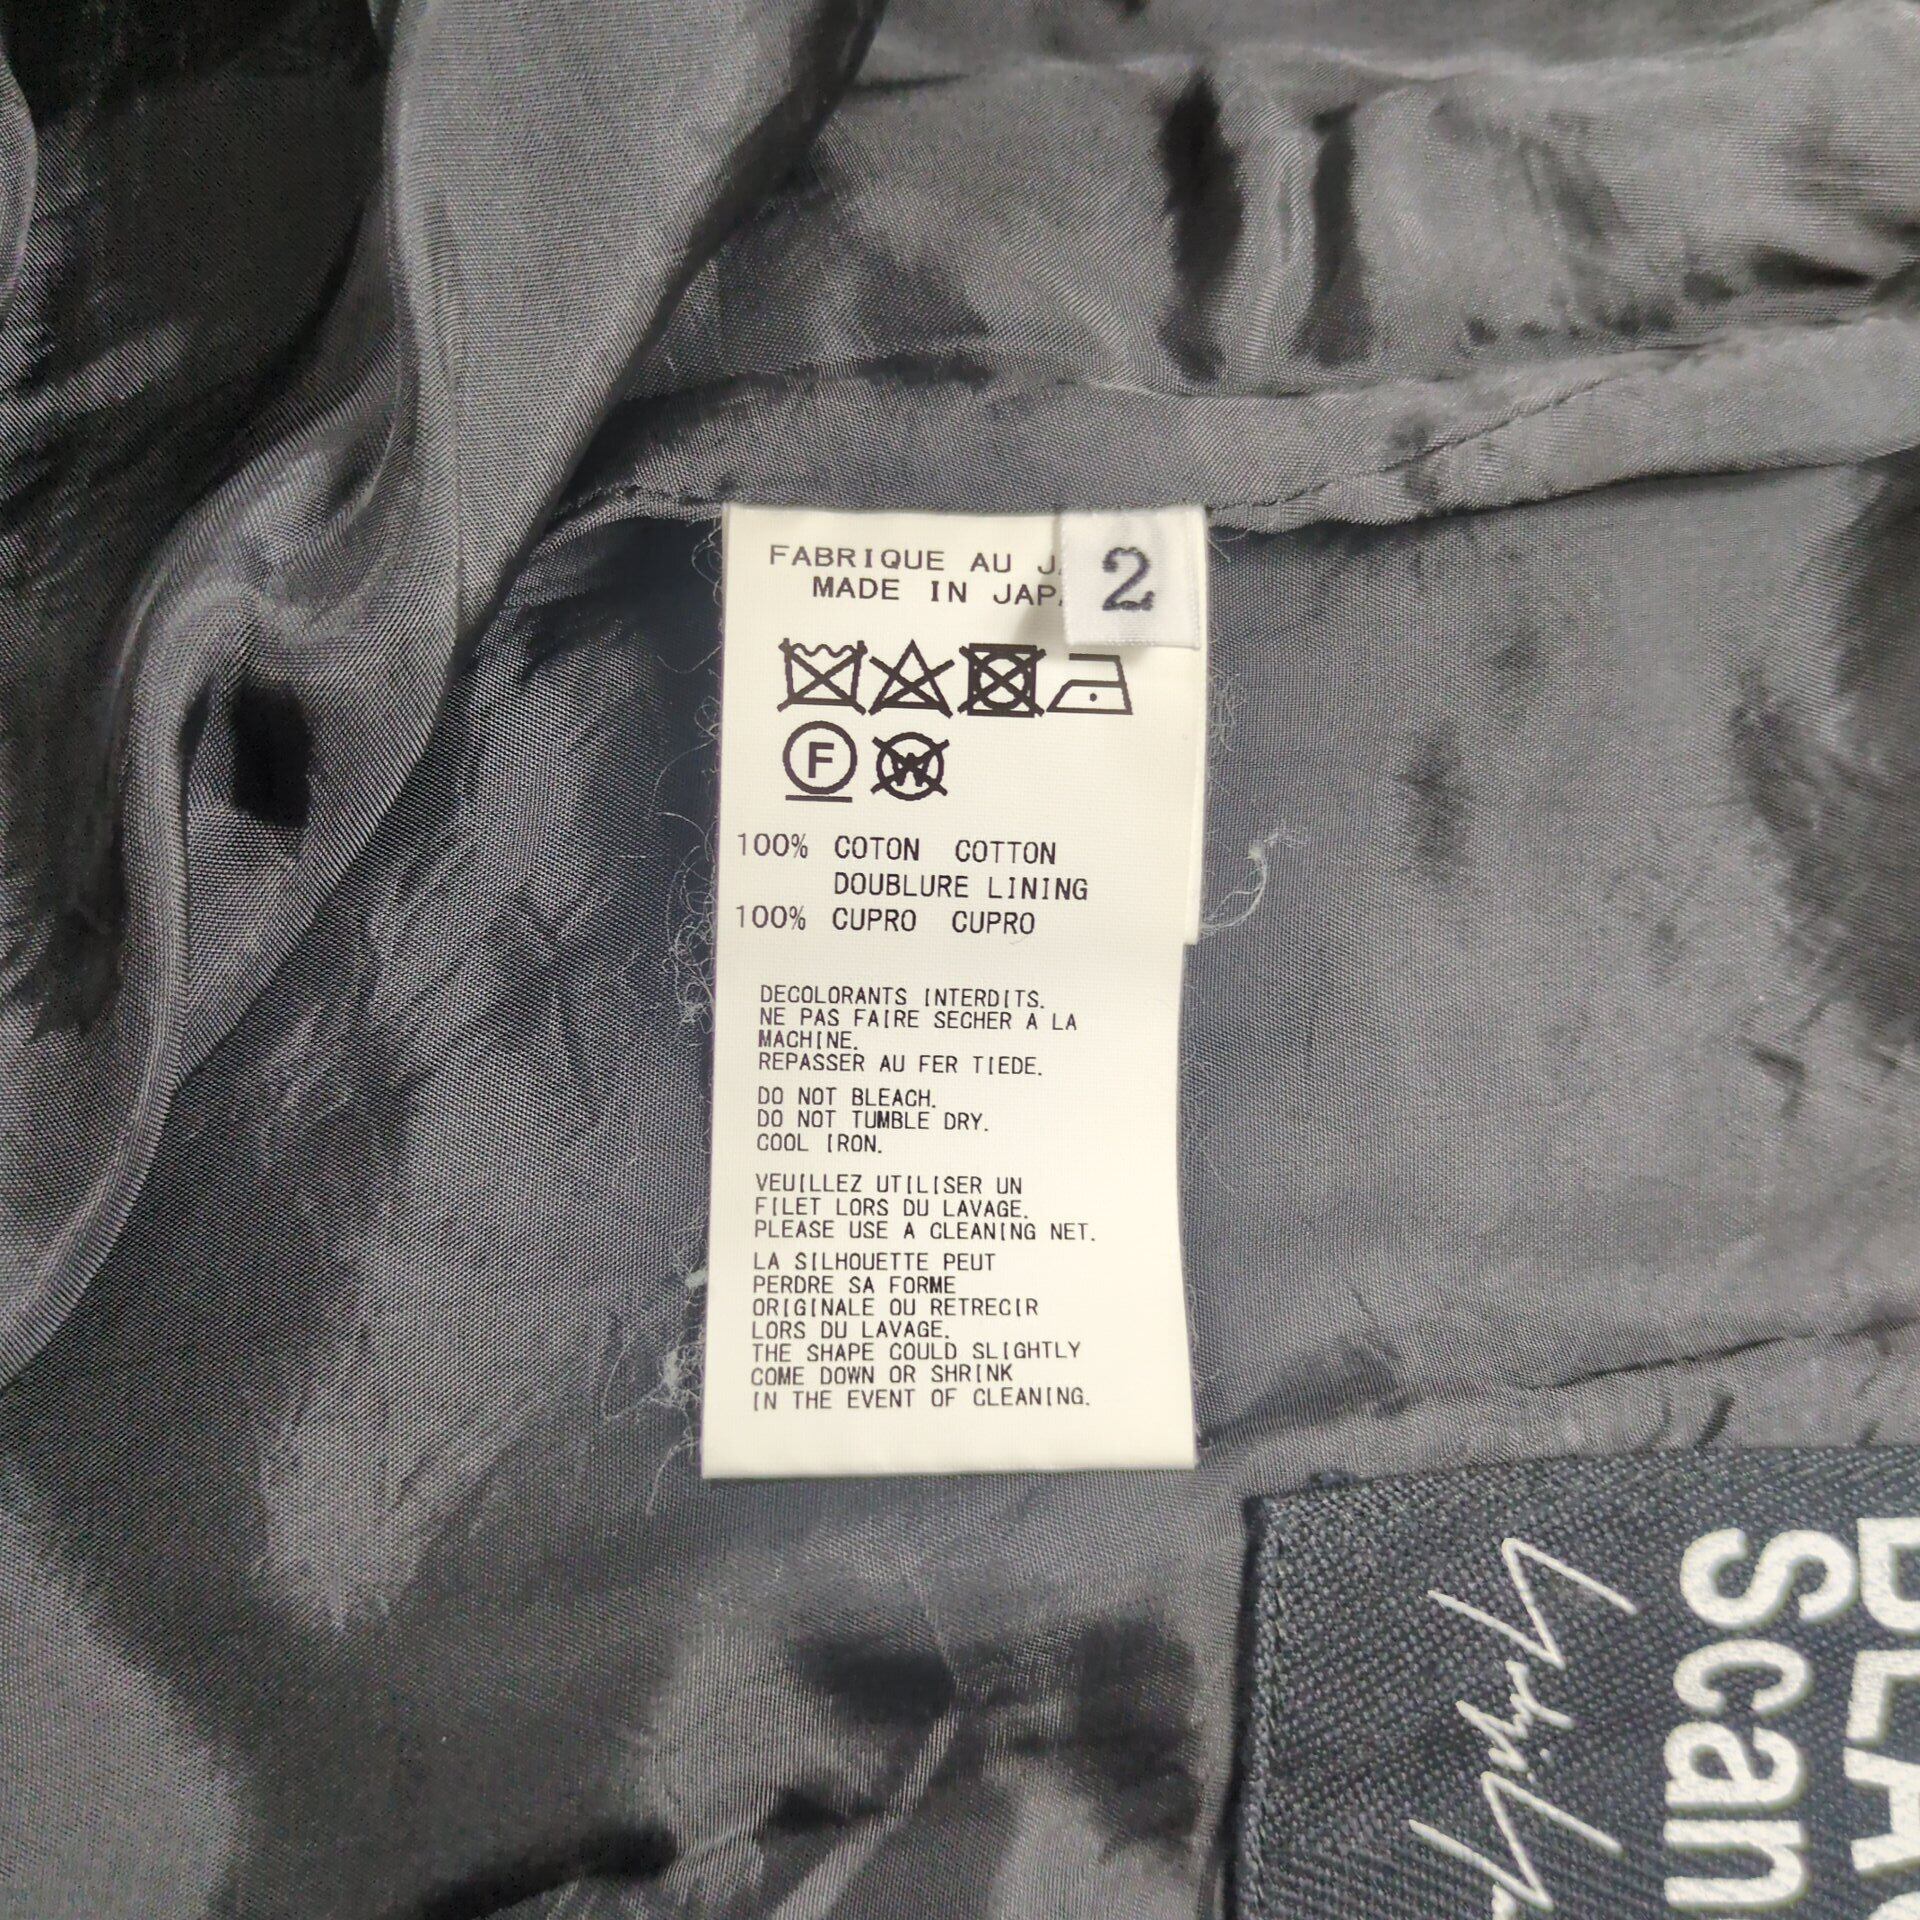 FABRIQUE AU J
MADE IN JAP
2
F
W
100% COTON COTTON
DOUBLURE LINING
100% CUPRO CUPRO
DECOLORANTS INTERDITS.
NE PAS FAIRE SECHER A LA
MACHINE.
REPASSER AU FER TIEDE.
DO NOT BLEACH.
DO NOT TUMBLE DRY.
COOL IRON.
VEUILLEZ UTILISER UN
FILET LORS DU LAVAGE.
PLEASE USE A CLEANING NET.
LA SILHOUETTE PEUT
PERDRE SA FORME
ORIGINALE OU RETRECIR
LORS DU LAVAGE.
THE SHAPE COULD SLIGHTLY
COME DOWN OR SHRINK
IN THE EVENT OF CLEANING.
Scan